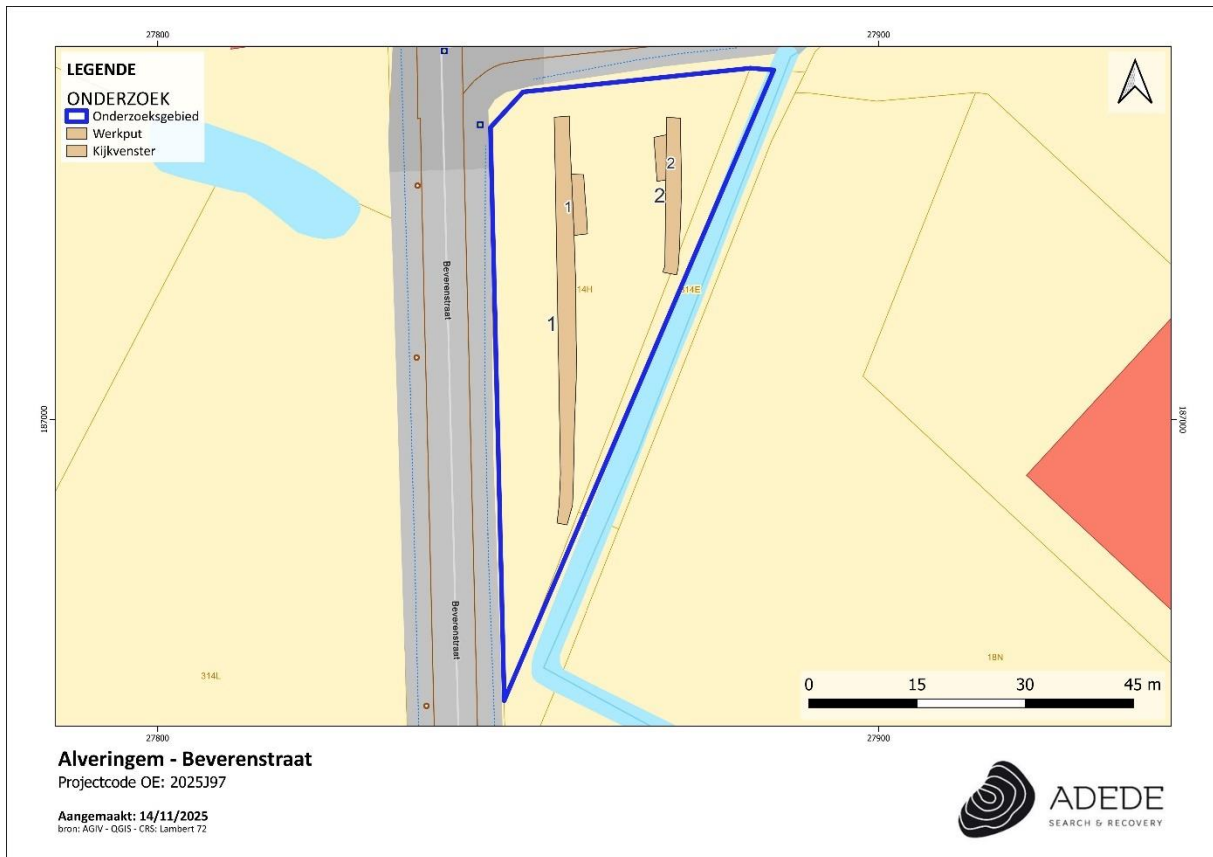 27800
27900
LEGENDE
ONDERZOEK
Onderzoeksgebied
Werkput
Kijkvenster
1
2
2
1
14H
Beverenstraat
187000
187000
Beverenstraat
314L
18N
0 15 30 45 m
27800
27900
Alveringem - Beverenstraat
Projectcode OE: 2025J97
Aangemaakt: 14/11/2025
bron: AGIV - QGIS - CRS: Lambert 72
ADEDE
SEARCH & RECOVERY